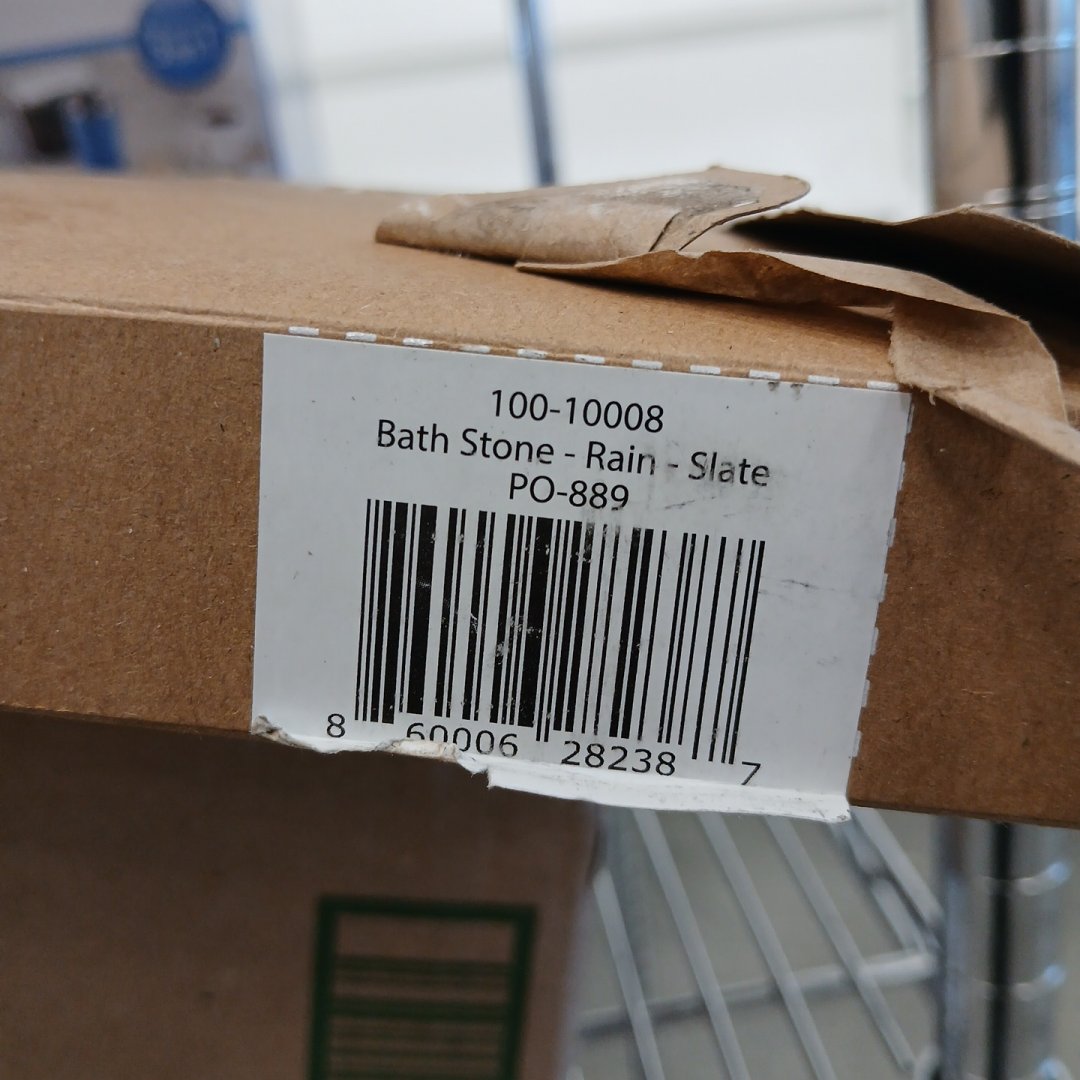 100-10008
Bath Stone - Rain - Slate
PO-889
8 60006 28238 7